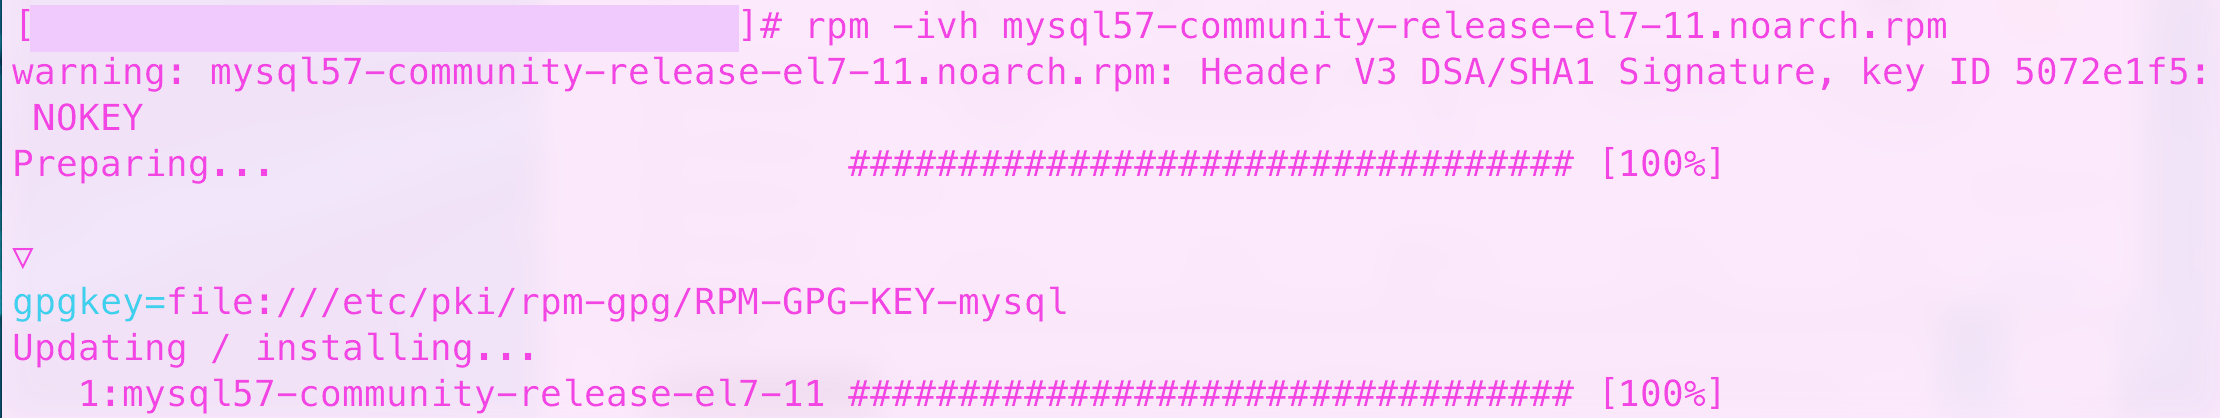 [ ]# rpm -ivh mysql57-community-release-el7-11.noarch.rpm
warning: mysql57-community-release-el7-11.noarch.rpm: Header V3 DSA/SHA1 Signature, key ID 5072e1f5:
 NOKEY
Preparing...                          ################################# [100%]
▽
gpgkey=file:///etc/pki/rpm-gpg/RPM-GPG-KEY-mysql
Updating / installing...
   1:mysql57-community-release-el7-11 ################################# [100%]